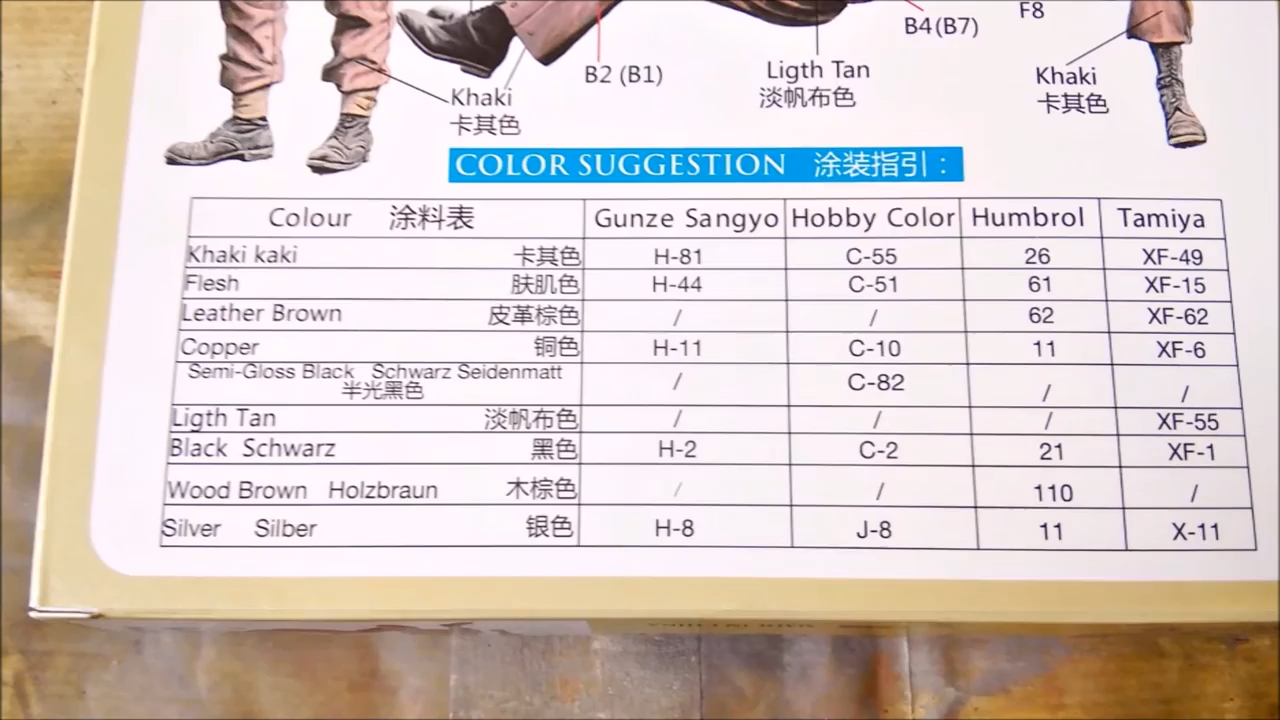 B4(B7)
F8
B2 (B1)
Ligth Tan
淡帆布色
Khaki
卡其色
Khaki
卡其色
COLOR SUGGESTION 涂装指引：
Colour 涂料表 Gunze Sangyo Hobby Color Humbrol Tamiya
Khaki kaki 卡其色 H-81 C-55 26 XF-49
Flesh 肤肌色 H-44 C-51 61 XF-15
Leather Brown 皮革棕色 / / 62 XF-62
Copper 铜色 H-11 C-10 11 XF-6
Semi-Gloss Black Schwarz Seidenmatt
半光黑色 / C-82 / /
Ligth Tan 淡帆布色 / / / XF-55
Black Schwarz 黑色 H-2 C-2 21 XF-1
Wood Brown Holzbraun 木棕色 / / 110 /
Silver Silber 银色 H-8 J-8 11 X-11